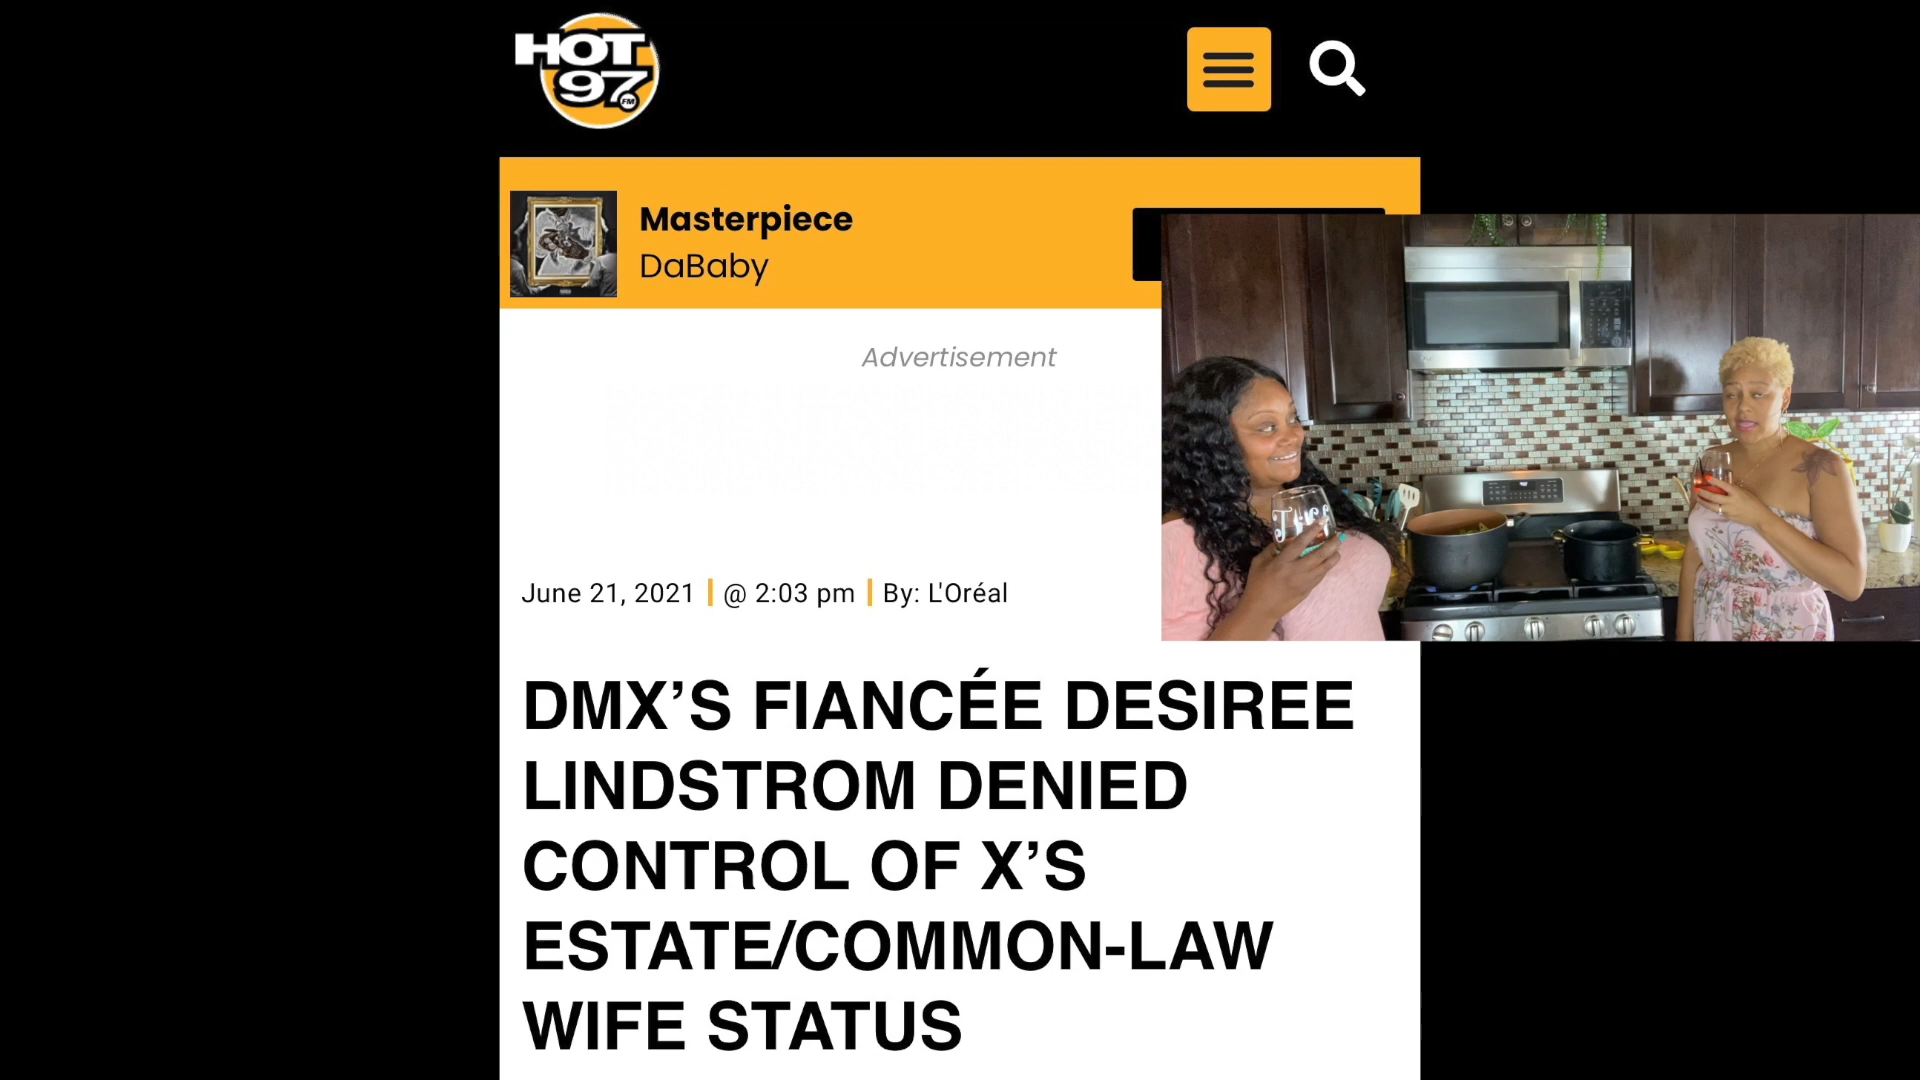 HOT
97
FM
Masterpiece
DaBaby
Advertisement
June 21, 2021 | @ 2:03 pm | By: L'Oréal
DMX’S FIANCÉE DESIREE
LINDSTROM DENIED
CONTROL OF X’S
ESTATE/COMMON-LAW
WIFE STATUS